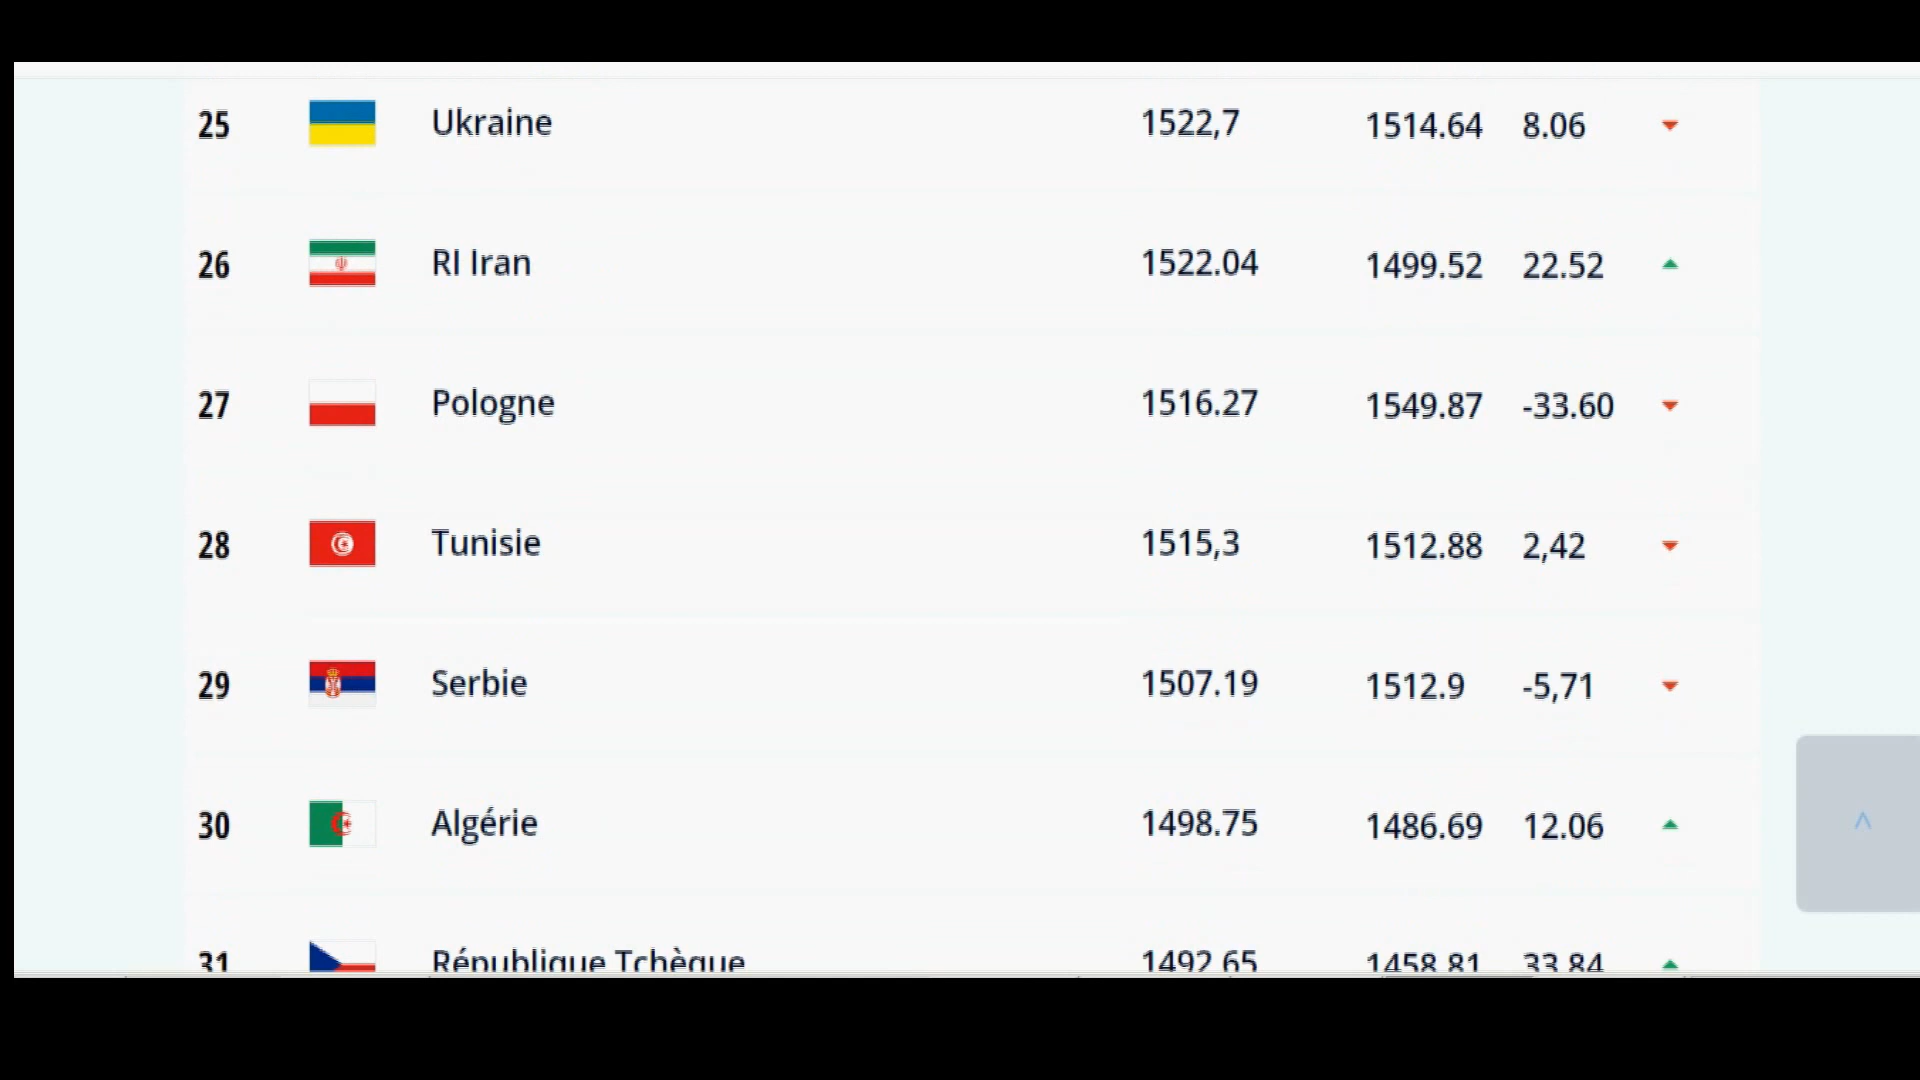 25 Ukraine 1522,7 1514.64 8.06
26 RI Iran 1522.04 1499.52 22.52
27 Pologne 1516.27 1549.87 -33.60
28 Tunisie 1515,3 1512.88 2,42
29 Serbie 1507.19 1512.9 -5,71
30 Algérie 1498.75 1486.69 12.06
31 République Tchèque 1492.65 1458.81 33.84